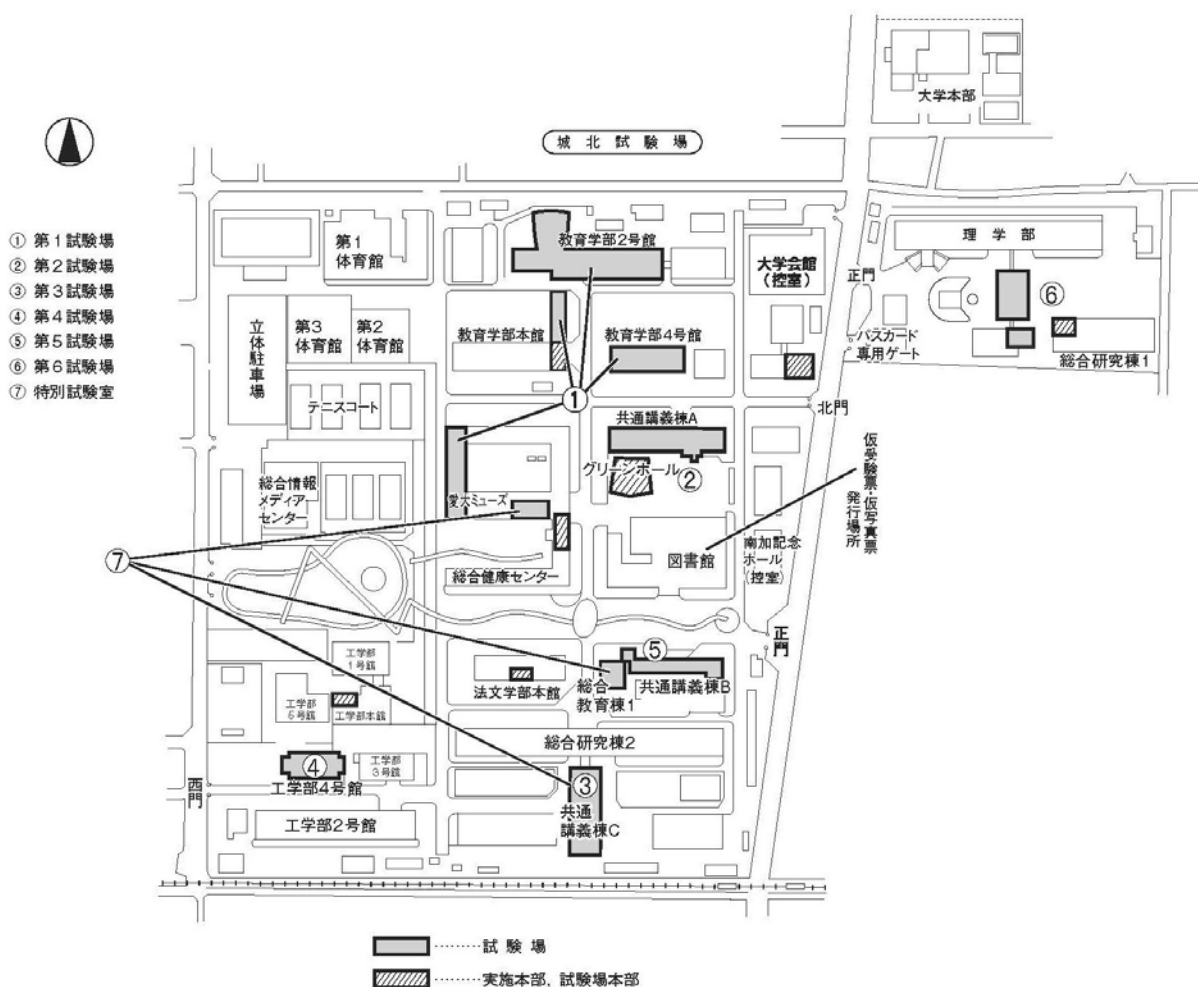 大学本部
城北試験場
① 第1試験場
② 第2試験場
③ 第3試験場
④ 第4試験場
⑤ 第5試験場
⑥ 第6試験場
⑦ 特別試験室
第1
体育館
教育学部2号館
大学会館
(控室)
正門
理学部
⑥
バスカード
専用ゲート
総合研究棟1
立体駐車場
第3
体育館
第2
体育館
教育学部本館
教育学部4号館
①
北門
テニスコート
共通講義棟A
グリーンホール
②
仮受験票・仮写真票
発行場所
総合情報
メディア
センター
愛大ミューズ
⑦
総合健康センター
図書館
南加記念
ホール
(控室)
正門
工学部
1号館
⑤
法文学部本館
総合
教育棟1
共通講義棟B
工学部
5号館
工学部本館
総合研究棟2
④
工学部4号館
工学部
3号館
西門
③
共通
講義棟C
工学部2号館
試験場
実施本部, 試験場本部